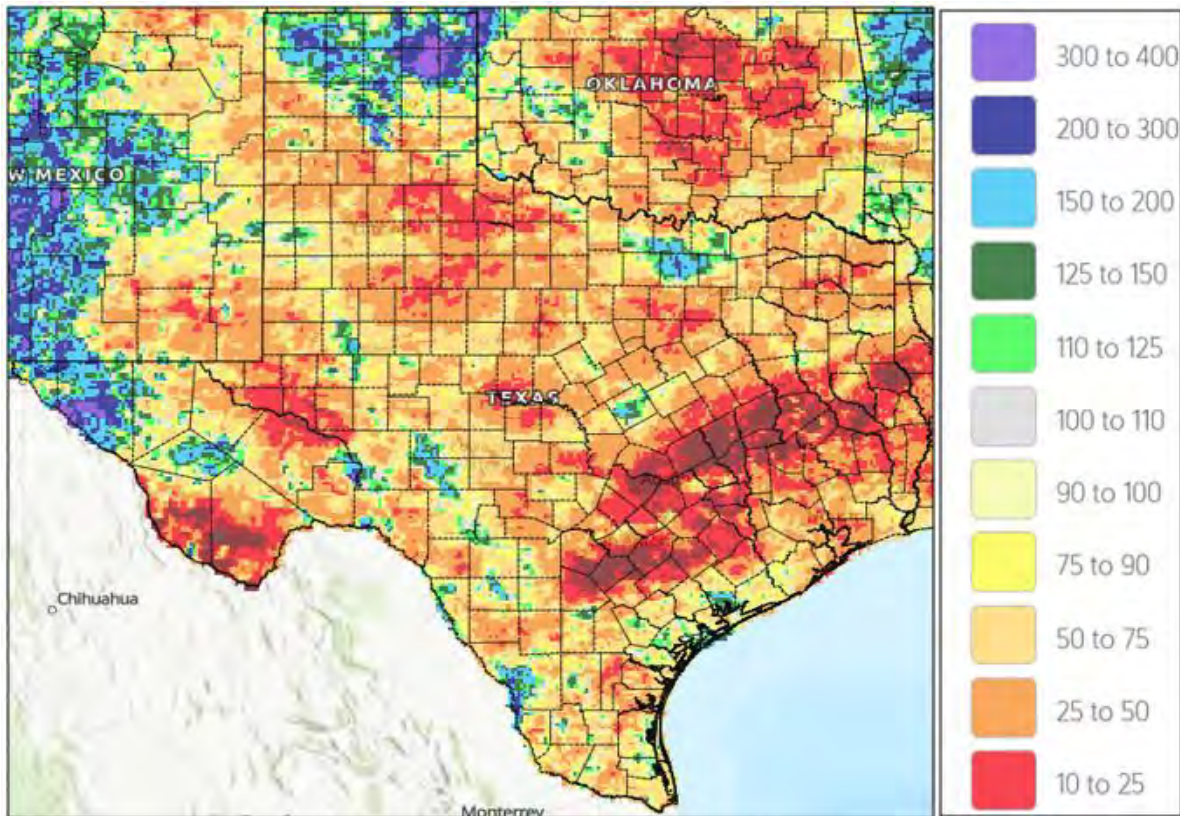 OKLAHOMA
W MEXICO
TEXAS
Chihuahua
Monterrey
300 to 400
200 to 300
150 to 200
125 to 150
110 to 125
100 to 110
90 to 100
75 to 90
50 to 75
25 to 50
10 to 25